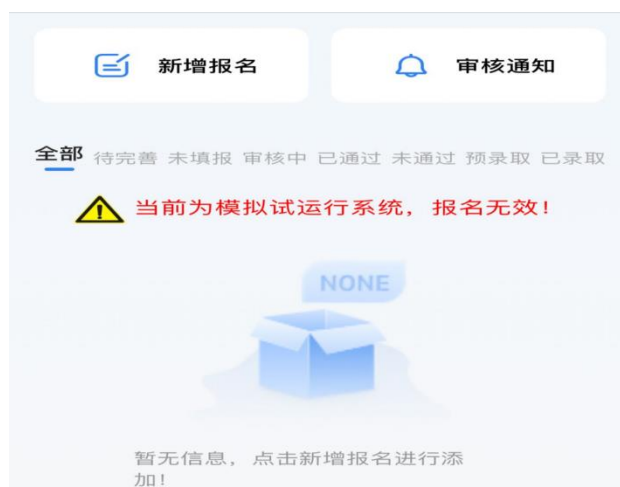 新增报名 审核通知
全部 待完善 未填报 审核中 已通过 未通过 预录取 已录取
当前为模拟试运行系统，报名无效！
NONE
暂无信息，点击新增报名进行添
加！